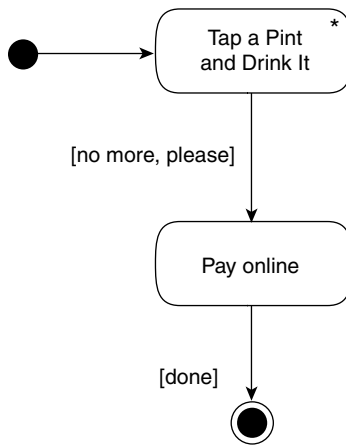 Tap a Pint *
and Drink It
[no more, please]
Pay online
[done]